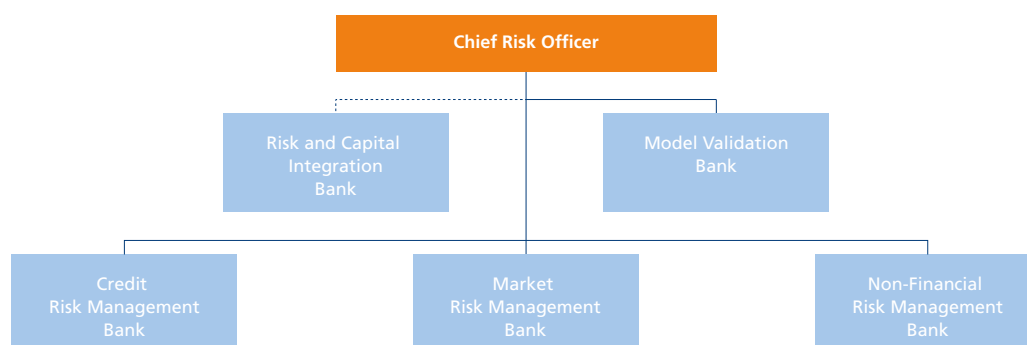 Chief Risk Officer
Risk and Capital
Integration
Bank
Model Validation
Bank
Credit
Risk Management
Bank
Market
Risk Management
Bank
Non-Financial
Risk Management
Bank